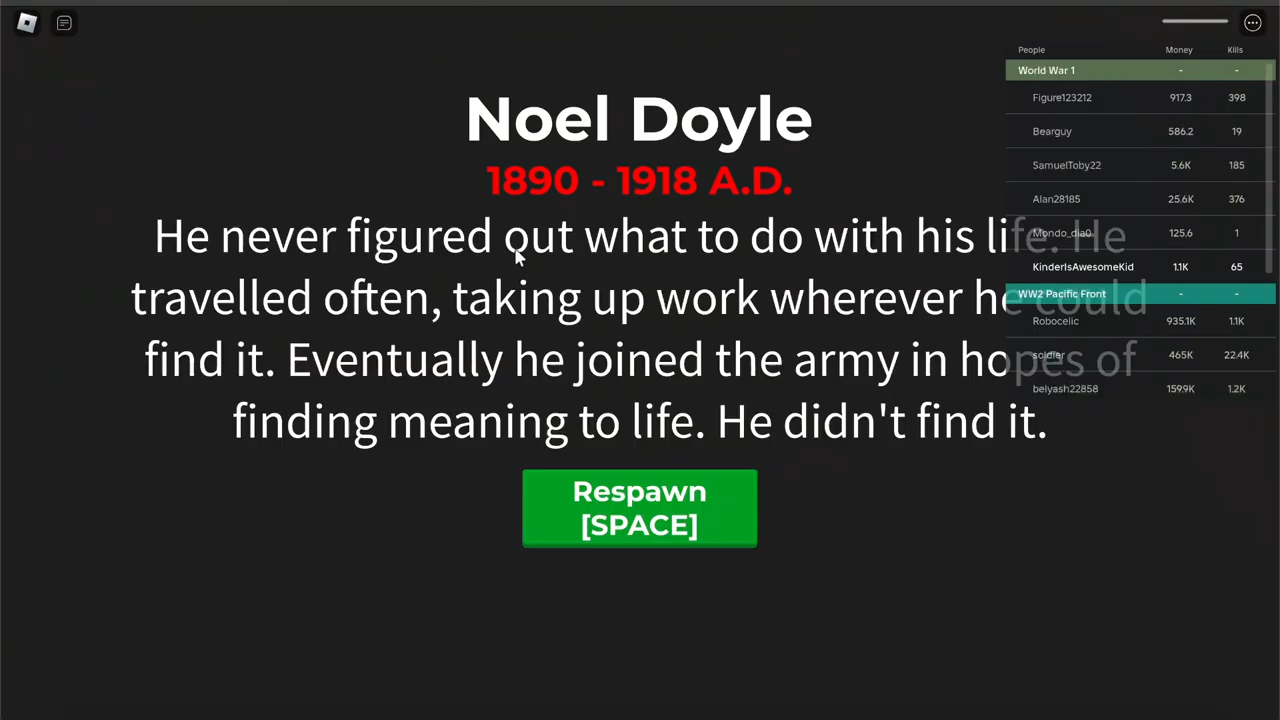 Noel Doyle
1890 - 1918 A.D.
He never figured out what to do with his life. He
travelled often, taking up work wherever he could
find it. Eventually he joined the army in hopes of
finding meaning to life. He didn't find it.
Respawn
[SPACE]
People Money Kills
World War 1 - -
Figure123212 917.3 398
Bearguy 586.2 19
SamuelToby22 5.6K 185
Alan28185 25.6K 376
Mondo_dia0 125.6 1
KinderIsAwesomeKid 1.1K 65
WW2 Pacific Front - -
Robocelic 935.1K 1.1K
soldier 465K 22.4K
belyash22858 159.9K 1.2K